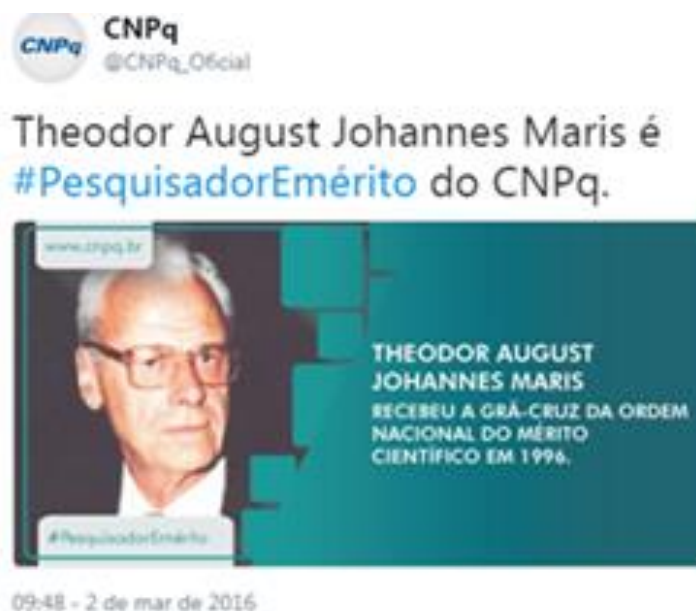 CNPq
CNPq
@CNPq_Oficial
Theodor August Johannes Maris é
#PesquisadorEmérito do CNPq.
www.cnpq.br
THEODOR AUGUST
JOHANNES MARIS
RECEBEU A GRÃ-CRUZ DA ORDEM
NACIONAL DO MÉRITO
CIENTÍFICO EM 1996.
#PesquisadorEmérito
09:48 - 2 de mar de 2016